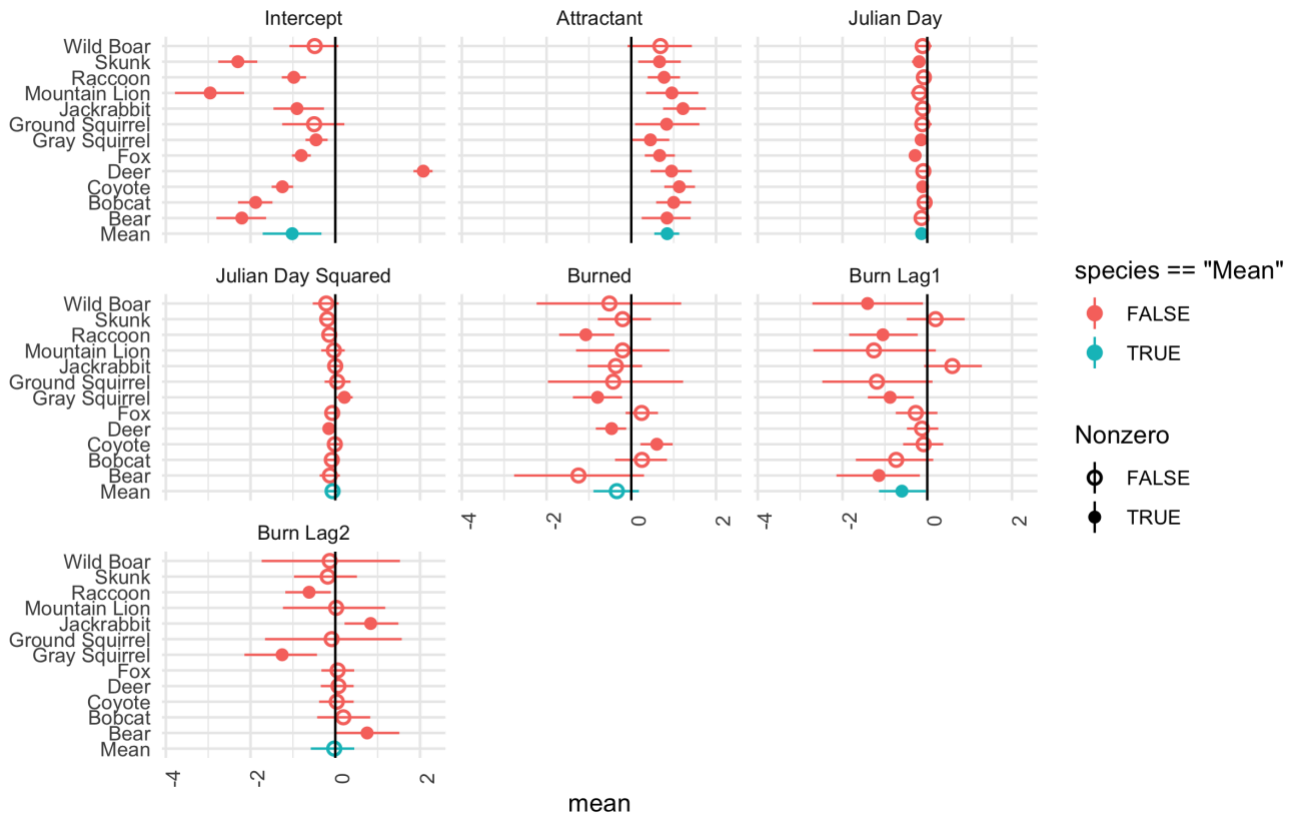 Intercept Attractant Julian Day
Wild Boar
Skunk
Raccoon
Mountain Lion
Jackrabbit
Ground Squirrel
Gray Squirrel
Fox
Deer
Coyote
Bobcat
Bear
Mean
Julian Day Squared Burned Burn Lag1
Wild Boar
Skunk
Raccoon
Mountain Lion
Jackrabbit
Ground Squirrel
Gray Squirrel
Fox
Deer
Coyote
Bobcat
Bear
Mean
-4 -2 0 2 -4 -2 0 2
Burn Lag2
Wild Boar
Skunk
Raccoon
Mountain Lion
Jackrabbit
Ground Squirrel
Gray Squirrel
Fox
Deer
Coyote
Bobcat
Bear
Mean
-4 -2 0 2
mean
species == "Mean"
FALSE
TRUE
Nonzero
FALSE
TRUE